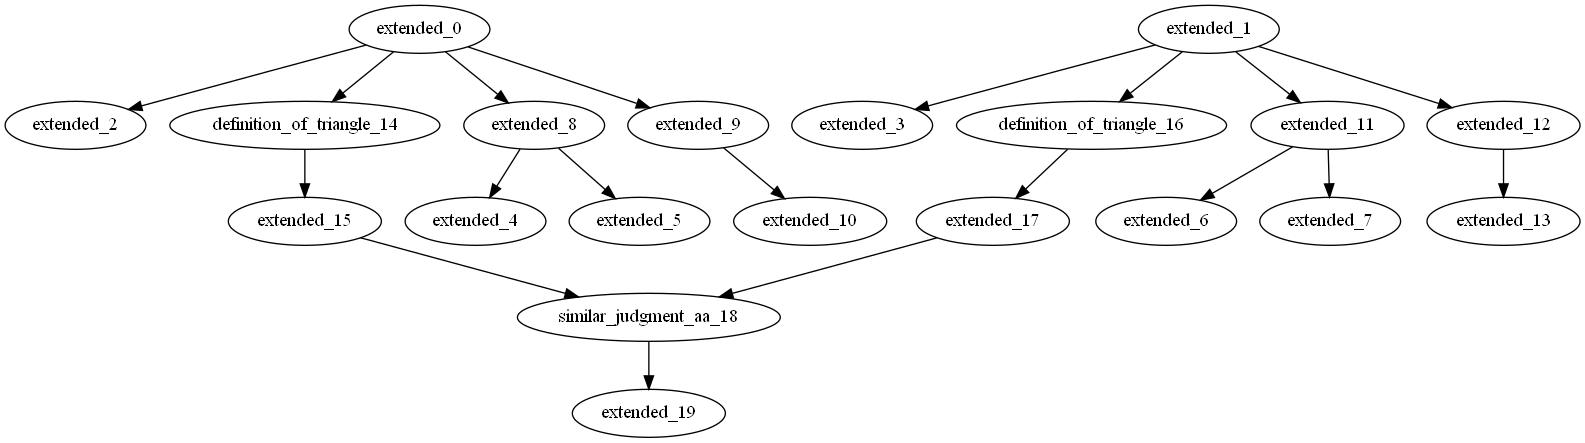 extended_0
extended_1
extended_2
definition_of_triangle_14
extended_8
extended_9
extended_3
definition_of_triangle_16
extended_11
extended_12
extended_15
extended_4
extended_5
extended_10
extended_17
extended_6
extended_7
extended_13
similar_judgment_aa_18
extended_19